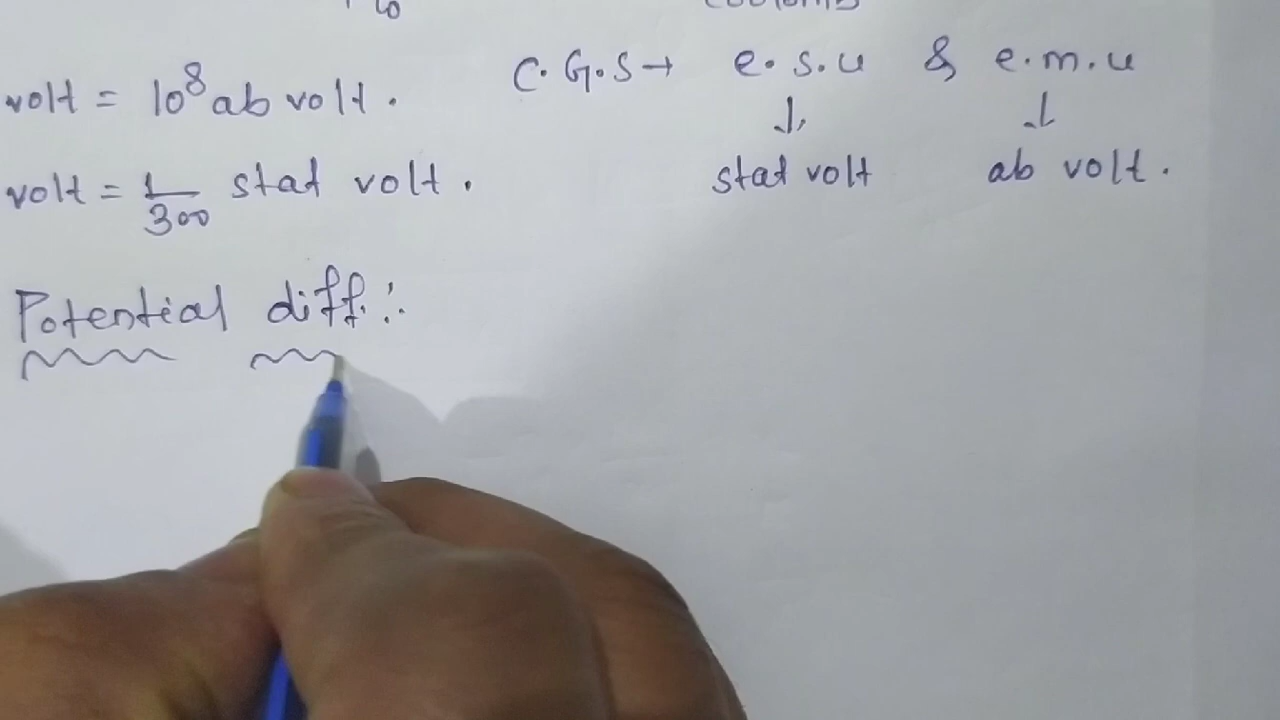 volt = 10⁸ ab volt.
C.G.S → e.s.u & e.m.u
↓ ↓
stat volt ab volt.
volt = 1/300 stat volt.
Potential diff.: